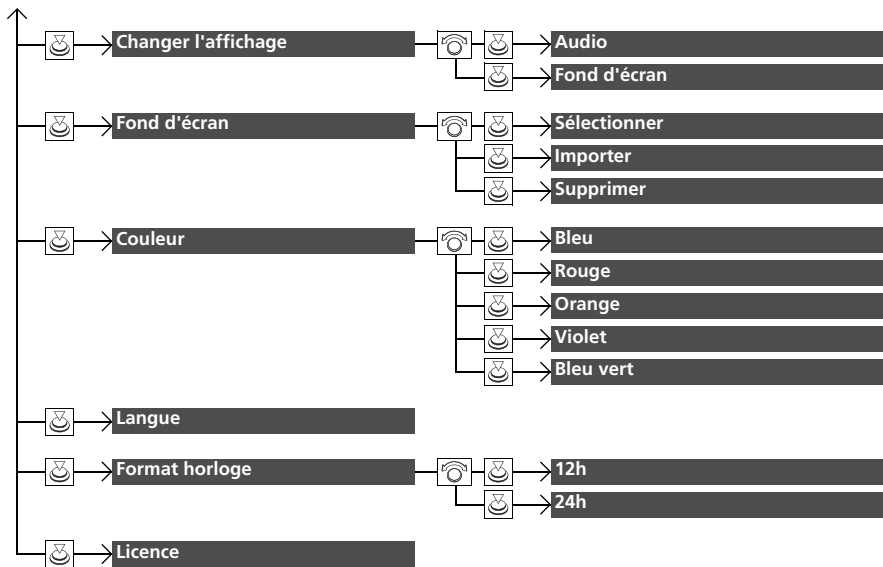 Changer l'affichage
Audio
Fond d'écran
Fond d'écran
Sélectionner
Importer
Supprimer
Couleur
Bleu
Rouge
Orange
Violet
Bleu vert
Langue
Format horloge
12h
24h
Licence